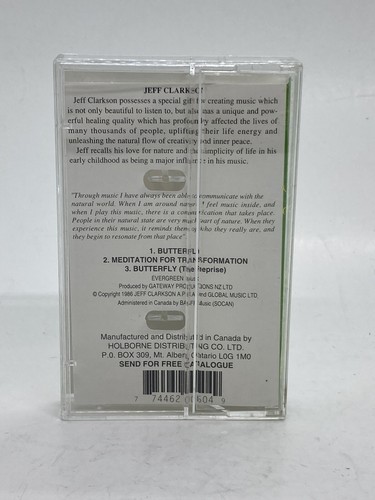 JEFF CLARKSON
Jeff Clarkson possesses a special gift for creating music which
is not only beautiful to listen to, but also has a unique and pow-
erful healing quality which has profoundly affected the lives of
many thousands of people, uplifting their life energy and
unleashing the natural flow of creativity and inner peace.
Jeff recalls his love for nature and the simplicity of life in his
early childhood as being a major influence in his music.
"Through music I have always been able to communicate with the
natural world. When I am around nature I feel music inside, and
when I play this music, there is a communication that takes place.
People in their natural state are very much part of nature. When they
experience this music, it reminds them of who they really are, and
they begin to resonate from that place"
1. BUTTERFLY
2. MEDITATION FOR TRANSFORMATION
3. BUTTERFLY (The Reprise)
EVERGREEN
Produced by GATEWAY PRODUCTIONS NZ LTD
© Copyright 1986 JEFF CLARKSON A.P.R.A. and GLOBAL MUSIC LTD.
Administered in Canada by (SOCAN)
Manufactured and Distributed in Canada by
HOLBORNE DISTRIBUTING CO. LTD.
P.O. BOX 309, Mt. Albert, Ontario L0G 1M0
SEND FOR FREE CATALOGUE
7 74462 00604 9